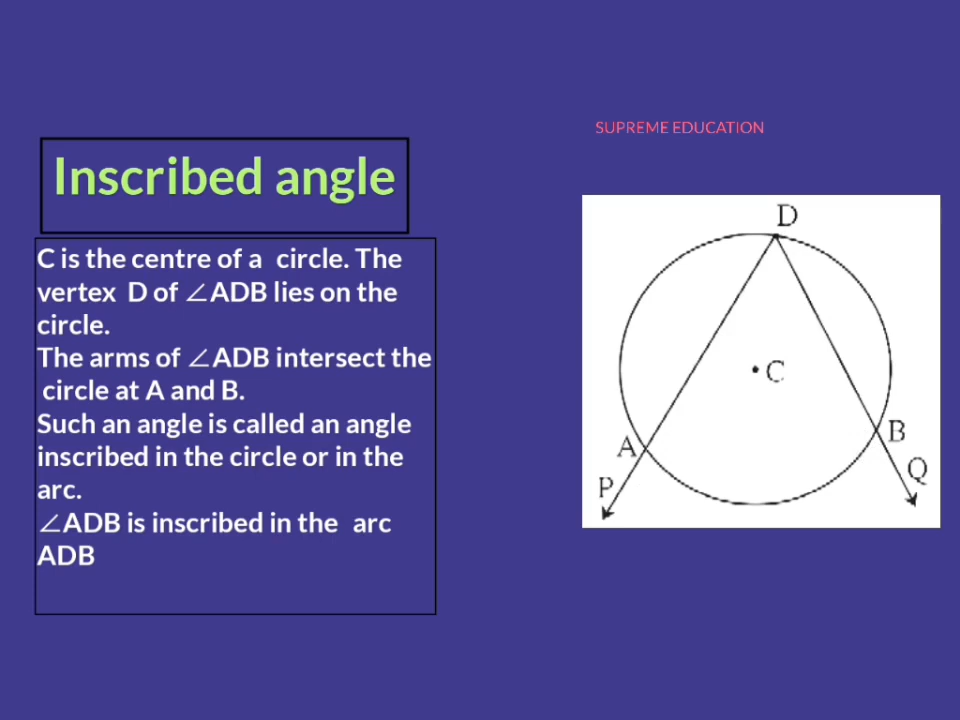 SUPREME EDUCATION
Inscribed angle
C is the centre of a circle. The
vertex D of ∠ADB lies on the
circle.
The arms of ∠ADB intersect the
circle at A and B.
Such an angle is called an angle
inscribed in the circle or in the
arc.
∠ADB is inscribed in the arc
ADB
D
C
A
B
P
Q